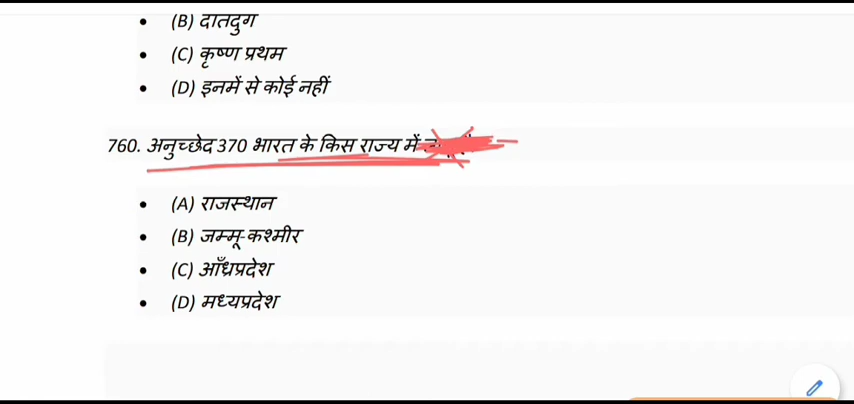 (B) दातदुर्ग
(C) कृष्ण प्रथम
(D) इनमें से कोई नहीं
760. अनुच्छेद 370 भारत के किस राज्य में
(A) राजस्थान
(B) जम्मू-कश्मीर
(C) आँध्रप्रदेश
(D) मध्यप्रदेश